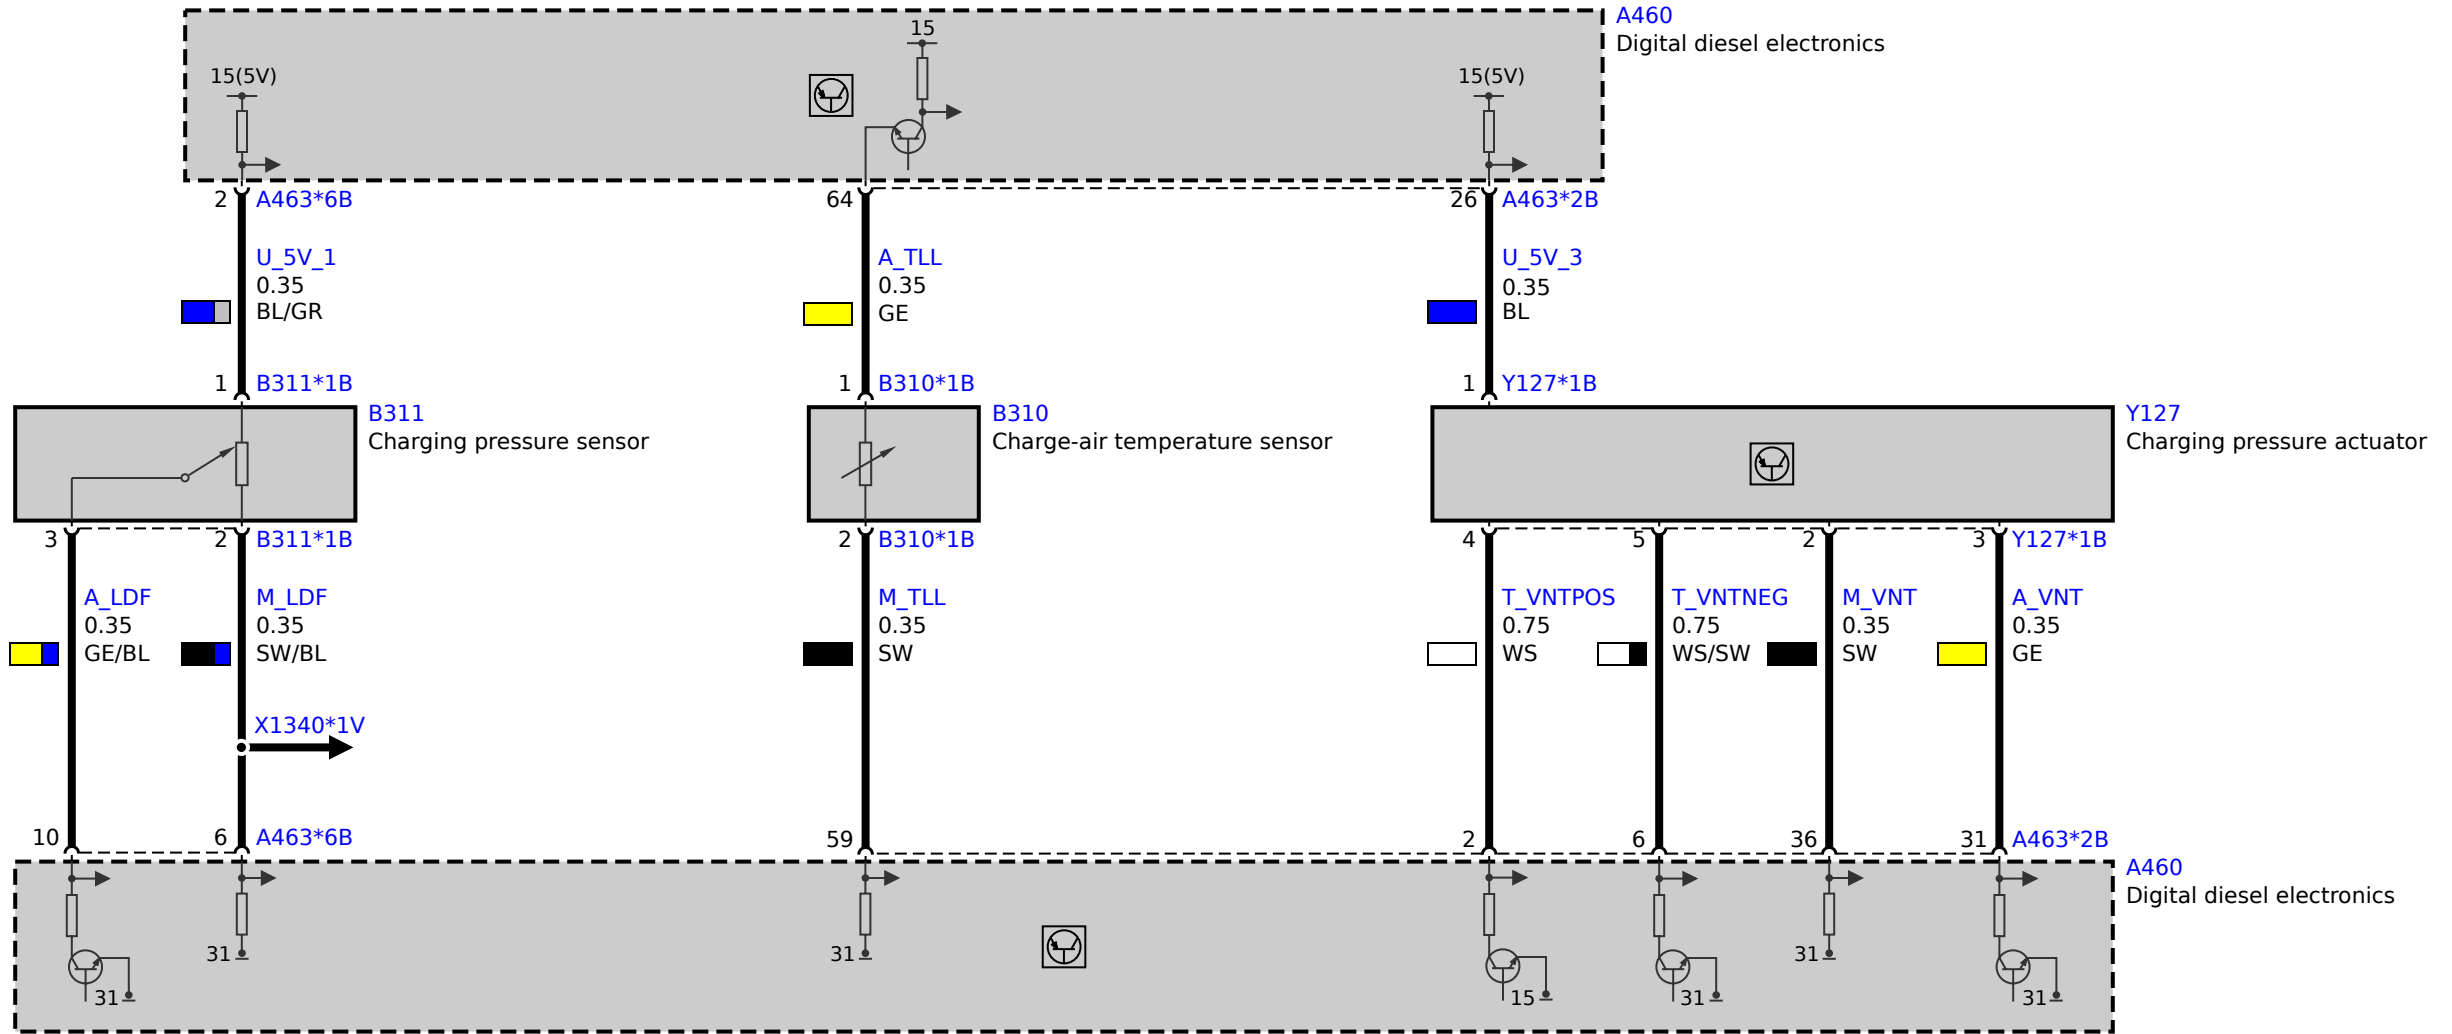 A460
Digital diesel electronics
15
15(5V)
15(5V)
2 A463*6B
64
26 A463*2B
U_5V_1
0.35
BL/GR
A_TLL
0.35
GE
U_5V_3
0.35
BL
1 B311*1B
1 B310*1B
1 Y127*1B
B311
Charging pressure sensor
B310
Charge-air temperature sensor
Y127
Charging pressure actuator
3
2 B311*1B
2 B310*1B
4
5
2
3 Y127*1B
A_LDF
0.35
GE/BL
M_LDF
0.35
SW/BL
M_TLL
0.35
SW
T_VNTPOS
0.75
WS
T_VNTNEG
0.75
WS/SW
M_VNT
0.35
SW
A_VNT
0.35
GE
X1340*1V
10
6 A463*6B
59
2
6
36
31 A463*2B
A460
Digital diesel electronics
31
31
31
31
15
31
31